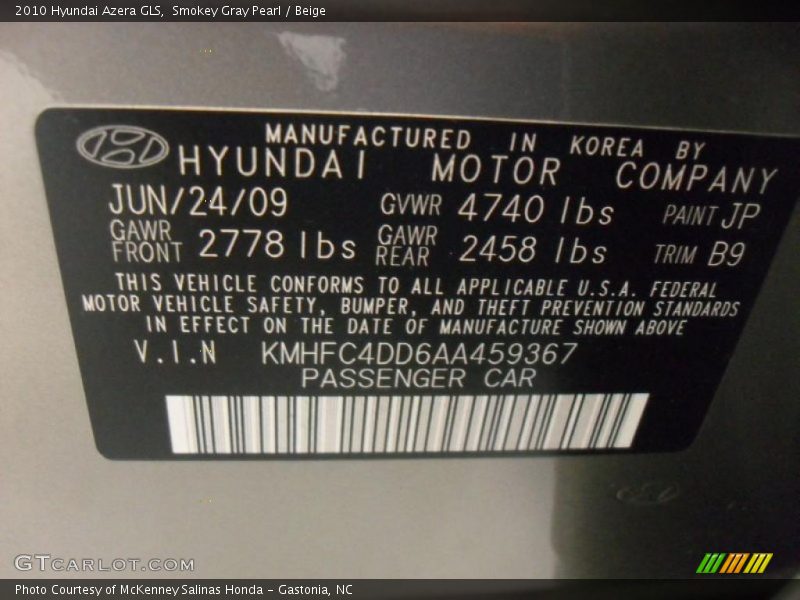 2010 Hyundai Azera GLS, Smokey Gray Pearl / Beige
MANUFACTURED IN KOREA BY
HYUNDAI MOTOR COMPANY
JUN/24/09 GVWR 4740 lbs PAINT JP
GAWR FRONT 2778 lbs GAWR REAR 2458 lbs TRIM B9
THIS VEHICLE CONFORMS TO ALL APPLICABLE U.S.A. FEDERAL
MOTOR VEHICLE SAFETY, BUMPER, AND THEFT PREVENTION STANDARDS
IN EFFECT ON THE DATE OF MANUFACTURE SHOWN ABOVE
V.I.N KMHFC4DD6AA459367
PASSENGER CAR
GTCARLOT.COM
Photo Courtesy of McKenney Salinas Honda - Gastonia, NC